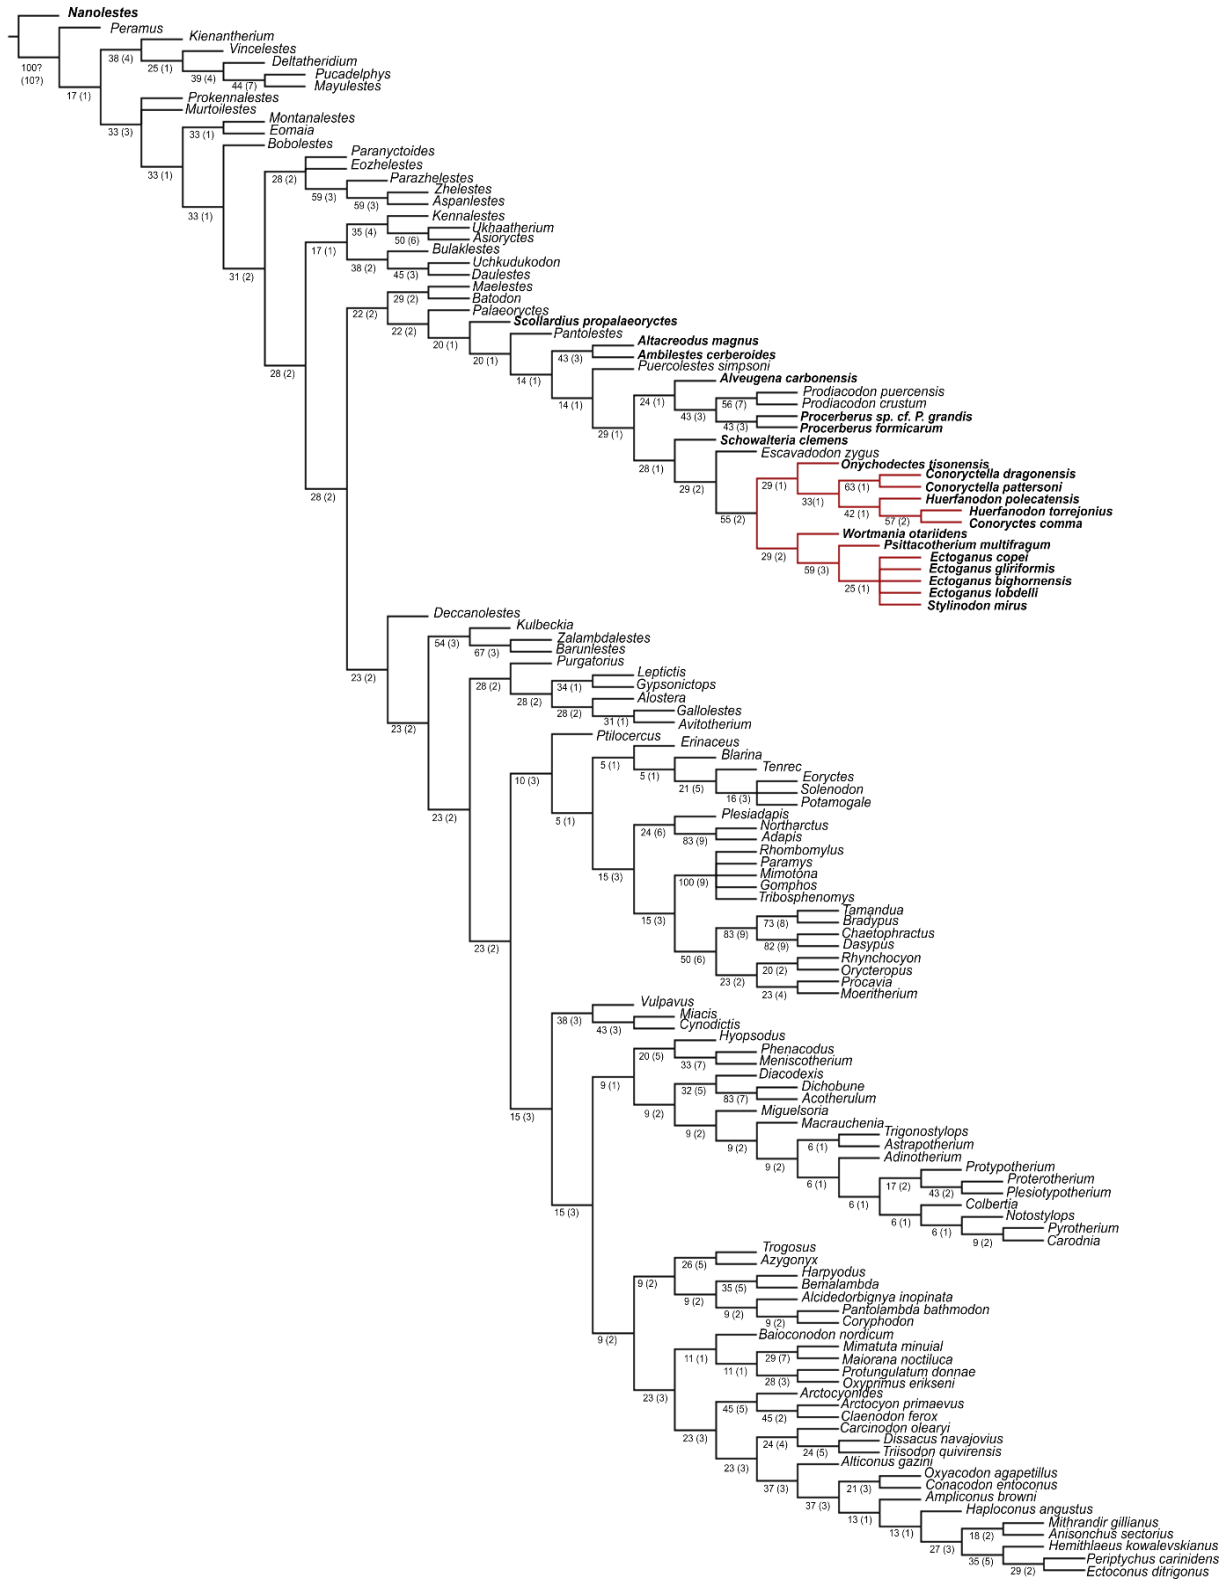 Nanolestes
Peramus
Kienantherium
Vincelestes
38 (4)
Deltatheridium
100?
25 (1)
Pucadelphys
(10?)
39 (4)
44 (7)
Mayulestes
17 (1)
Prokennalestes
Murtoilestes
Montanalestes
33 (3)
33 (1)
Eomaia
Bobolestes
Paranyctoides
Eozhelestes
33 (1)
28 (2)
Parazhelestes
Zhelestes
59 (3)
59 (3)
Aspanlestes
33 (1)
Kennalestes
35 (4)
Ukhaatherium
50 (6)
Asioryctes
17 (1)
Bulaklestes
Uchkudukodon
38 (2)
45 (3)
Daulestes
31 (2)
Maelestes
29 (2)
Batodon
22 (2)
Palaeoryctes
Scollardius propalaeoryctes
22 (2)
Pantolestes
20 (1)
Altacreodus magnus
20 (1)
43 (3)
Ambilestes cerberoides
Puercolestes simpsoni
28 (2)
14 (1)
Alveugena carbonensis
Prodiacodon puercensis
14 (1)
24 (1)
56 (7)
Prodiacodon crustum
43 (3)
Procerberus sp. cf. P. grandis
43 (3)
Procerberus formicarum
29 (1)
Schowalteria clemens
Escavadodon zygus
28 (1)
Onychodectes tisonensis
Conoryctella dragonensis
29 (2)
29 (1)
63 (1)
Conoryctella pattersoni
28 (2)
33(1)
Huerfanodon polecatensis
42 (1)
Huerfanodon torrejonius
55 (2)
57 (2)
Conoryctes comma
Wortmania otariidens
Psittacotherium multifragum
29 (2)
Ectoganus copei
59 (3)
Ectoganus gliriformis
Ectoganus bighornensis
25 (1)
Ectoganus lobdelli
Stylinodon mirus
Deccanolestes
Kulbeckia
Zalambdalestes
54 (3)
67 (3)
Barunlestes
Purgatorius
23 (2)
Leptictis
28 (2)
34 (1)
Gypsonictops
28 (2)
Alostera
28 (2)
Gallolestes
31 (1)
Avitotherium
23 (2)
Ptilocercus
Erinaceus
5 (1)
Blarina
10 (3)
5 (1)
Tenrec
Eoryctes
21 (5)
Solenodon
16 (3)
Potamogale
23 (2)
5 (1)
Plesiadapis
24 (6)
Northarctus
83 (9)
Adapis
Rhombomylus
Paramys
15 (3)
100 (9)
Mimotona
Gomphos
Tribosphenomys
15 (3)
Tamandua
73 (8)
Bradypus
83 (9)
Chaetophractus
23 (2)
82 (9)
Dasypus
50 (6)
Rhynchocyon
20 (2)
Orycteropus
23 (2)
Procavia
23 (4)
Moeritherium
Vulpavus
38 (3)
Miacis
43 (3)
Cynodictis
Hyopsodus
20 (5)
Phenacodus
33 (7)
Meniscotherium
9 (1)
Diacodexis
32 (5)
Dichobune
83 (7)
Acotherulum
15 (3)
9 (2)
Miguelsoria
Macrauchenia
9 (2)
Trigonostylops
9 (2)
6 (1)
Astrapotherium
9 (2)
Adinotherium
Protypotherium
6 (1)
17 (2)
Proterotherium
43 (2)
Plesiotypotherium
6 (1)
Colbertia
15 (3)
6 (1)
Notostylops
6 (1)
Pyrotherium
9 (2)
Carodnia
Trogosus
26 (5)
Azygonyx
9 (2)
Harpyodus
35 (5)
Bemalambda
9 (2)
Alcidedorbignya inopinata
9 (2)
Pantolambda bathmodon
9 (2)
Coryphodon
9 (2)
Baioconodon nordicum
Mimatuta minuial
11 (1)
29 (7)
Maiorana noctiluca
11 (1)
Protungulatum donnae
28 (3)
Oxyprimus erikseni
23 (3)
Arctocyonides
45 (5)
Arctocyon primaevus
45 (2)
Claenodon ferox
23 (3)
Carcinodon olearyi
24 (4)
Dissacus navajovius
24 (5)
Triisodon quivirensis
23 (3)
Alticonus gazini
37 (3)
Oxyacodon agapetillus
21 (3)
Conacodon entoconus
37 (3)
Ampliconus browni
13 (1)
Haploconus angustus
13 (1)
Mithrandir gillianus
18 (2)
Anisonchus sectorius
27 (3)
Hemithlaeus kowalevskianus
35 (5)
Periptychus carinidens
29 (2)
Ectoconus ditrigonus